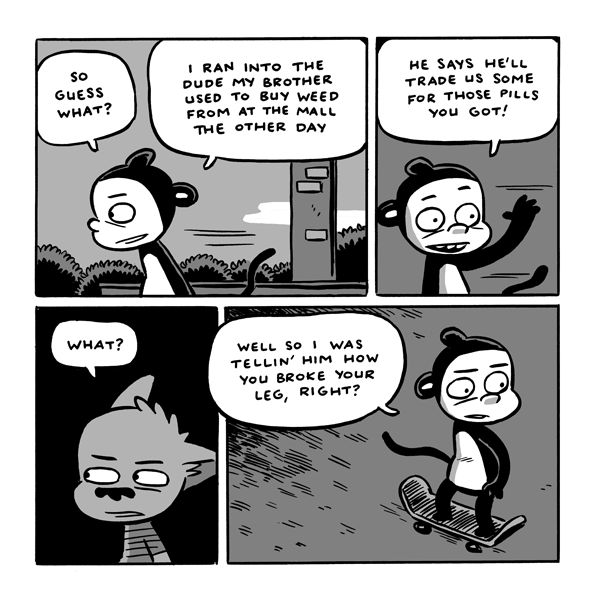 SO
GUESS
WHAT?
I RAN INTO THE
DUDE MY BROTHER
USED TO BUY WEED
FROM AT THE MALL
THE OTHER DAY
HE SAYS HE'LL
TRADE US SOME
FOR THOSE PILLS
YOU GOT!
WHAT?
WELL SO I WAS
TELLIN' HIM HOW
YOU BROKE YOUR
LEG, RIGHT?